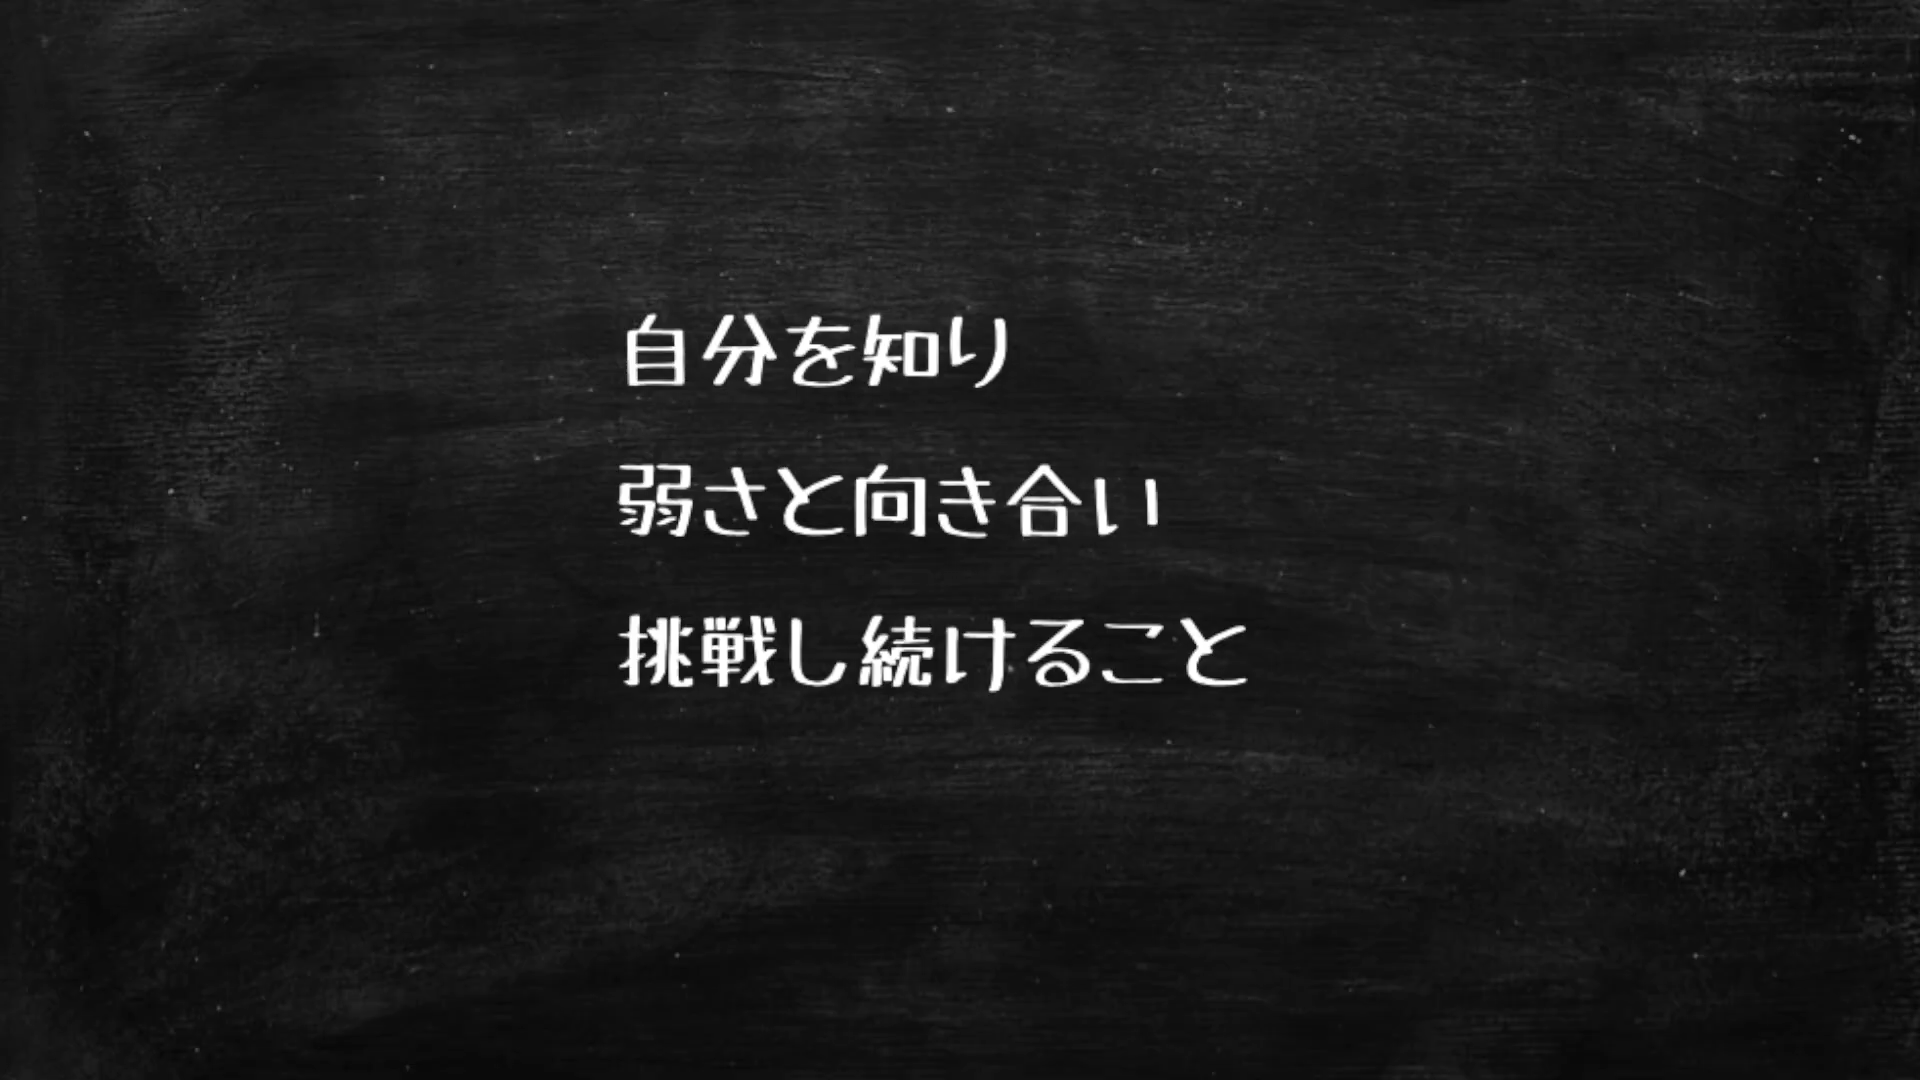 自分を知り
弱さと向き合い
挑戦し続けること